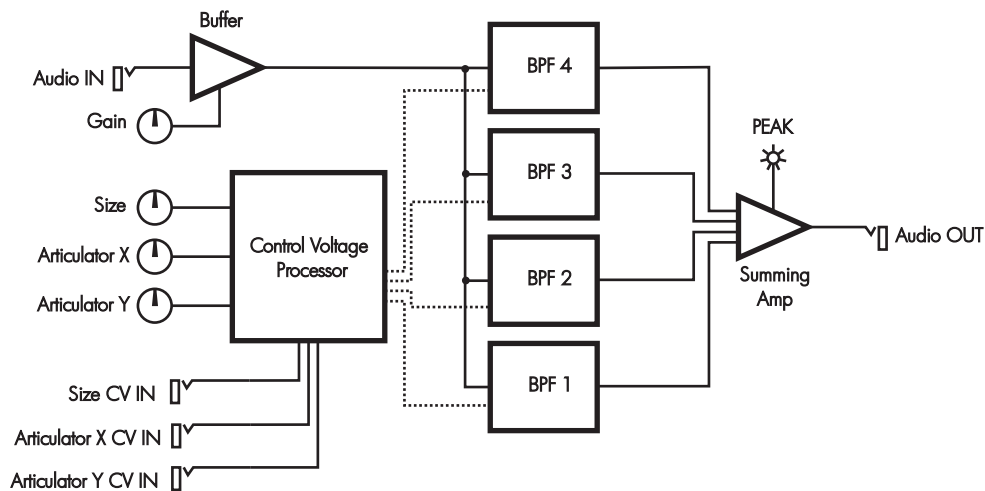 Buffer
Audio IN
Gain
BPF 4
PEAK
BPF 3
Size
Articulator X
Articulator Y
Control Voltage
Processor
Audio OUT
Summing
Amp
BPF 2
BPF 1
Size CV IN
Articulator X CV IN
Articulator Y CV IN